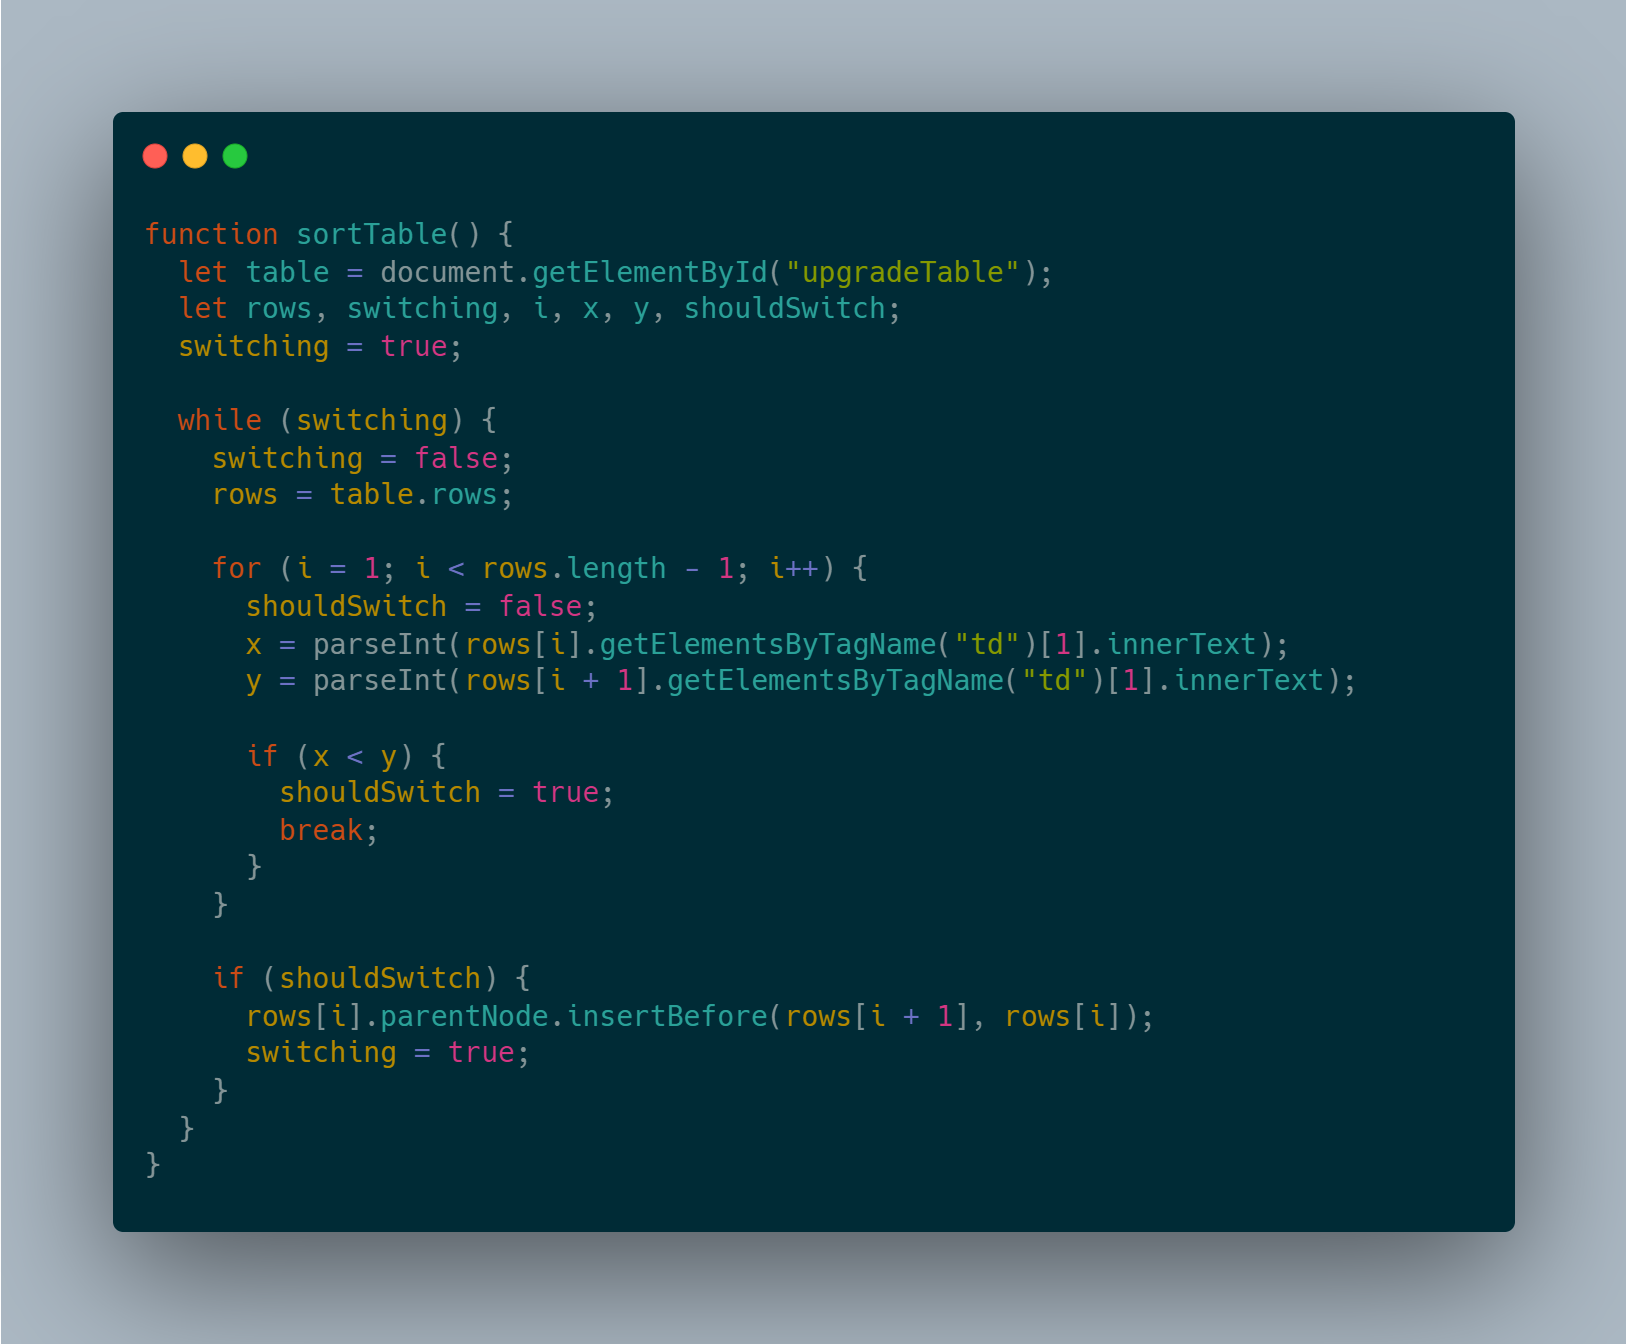 function sortTable() {
  let table = document.getElementById("upgradeTable");
  let rows, switching, i, x, y, shouldSwitch;
  switching = true;

  while (switching) {
    switching = false;
    rows = table.rows;

    for (i = 1; i < rows.length - 1; i++) {
      shouldSwitch = false;
      x = parseInt(rows[i].getElementsByTagName("td")[1].innerText);
      y = parseInt(rows[i + 1].getElementsByTagName("td")[1].innerText);

      if (x < y) {
        shouldSwitch = true;
        break;
      }
    }

    if (shouldSwitch) {
      rows[i].parentNode.insertBefore(rows[i + 1], rows[i]);
      switching = true;
    }
  }
}